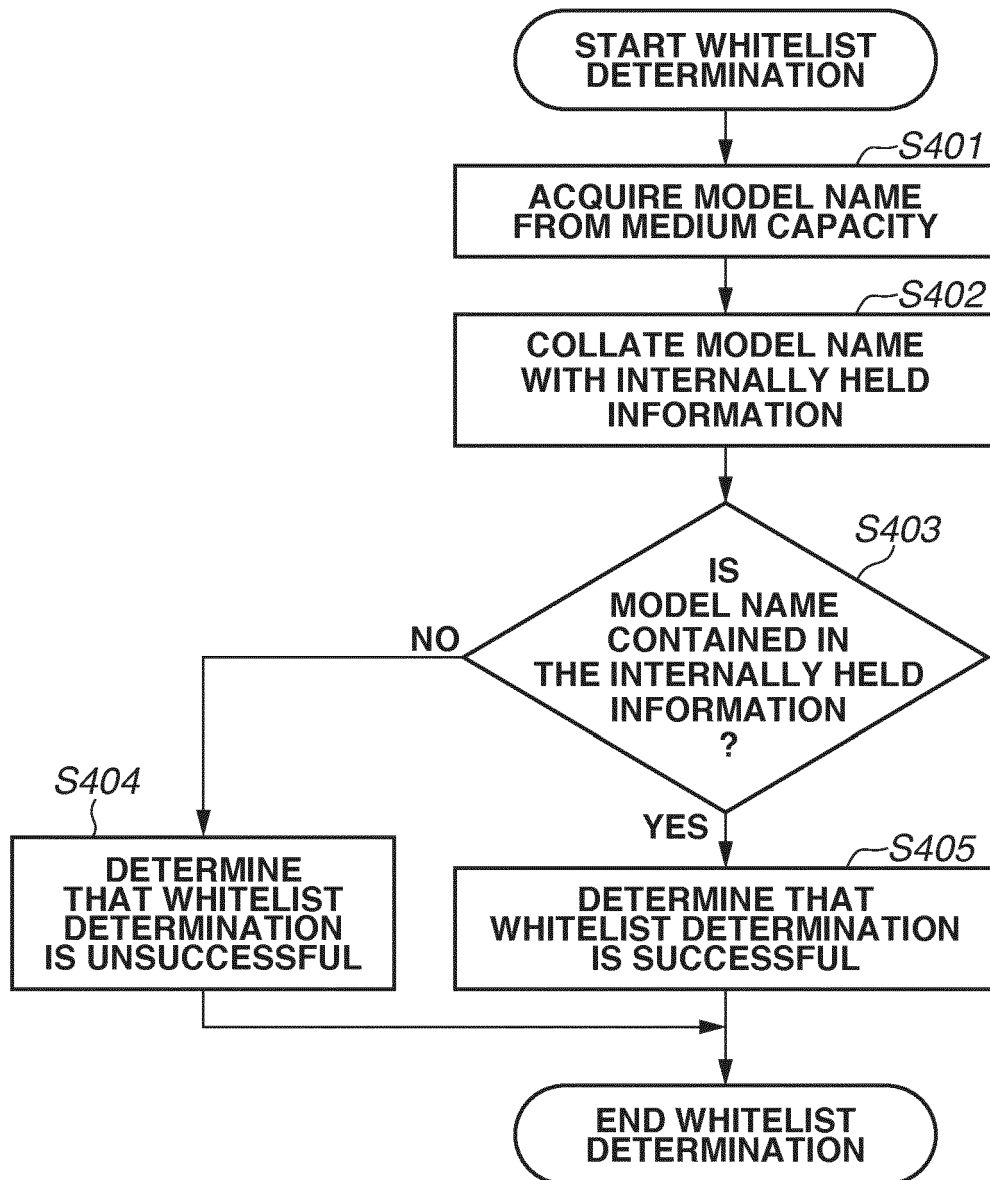 START WHITELIST
DETERMINATION
S401
ACQUIRE MODEL NAME
FROM MEDIUM CAPACITY
S402
COLLATE MODEL NAME
WITH INTERNALLY HELD
INFORMATION
S403
IS
MODEL NAME
CONTAINED IN
THE INTERNALLY HELD
INFORMATION
?
NO
YES
S404
DETERMINE
THAT WHITELIST
DETERMINATION
IS UNSUCCESSFUL
S405
DETERMINE THAT
WHITELIST DETERMINATION
IS SUCCESSFUL
END WHITELIST
DETERMINATION